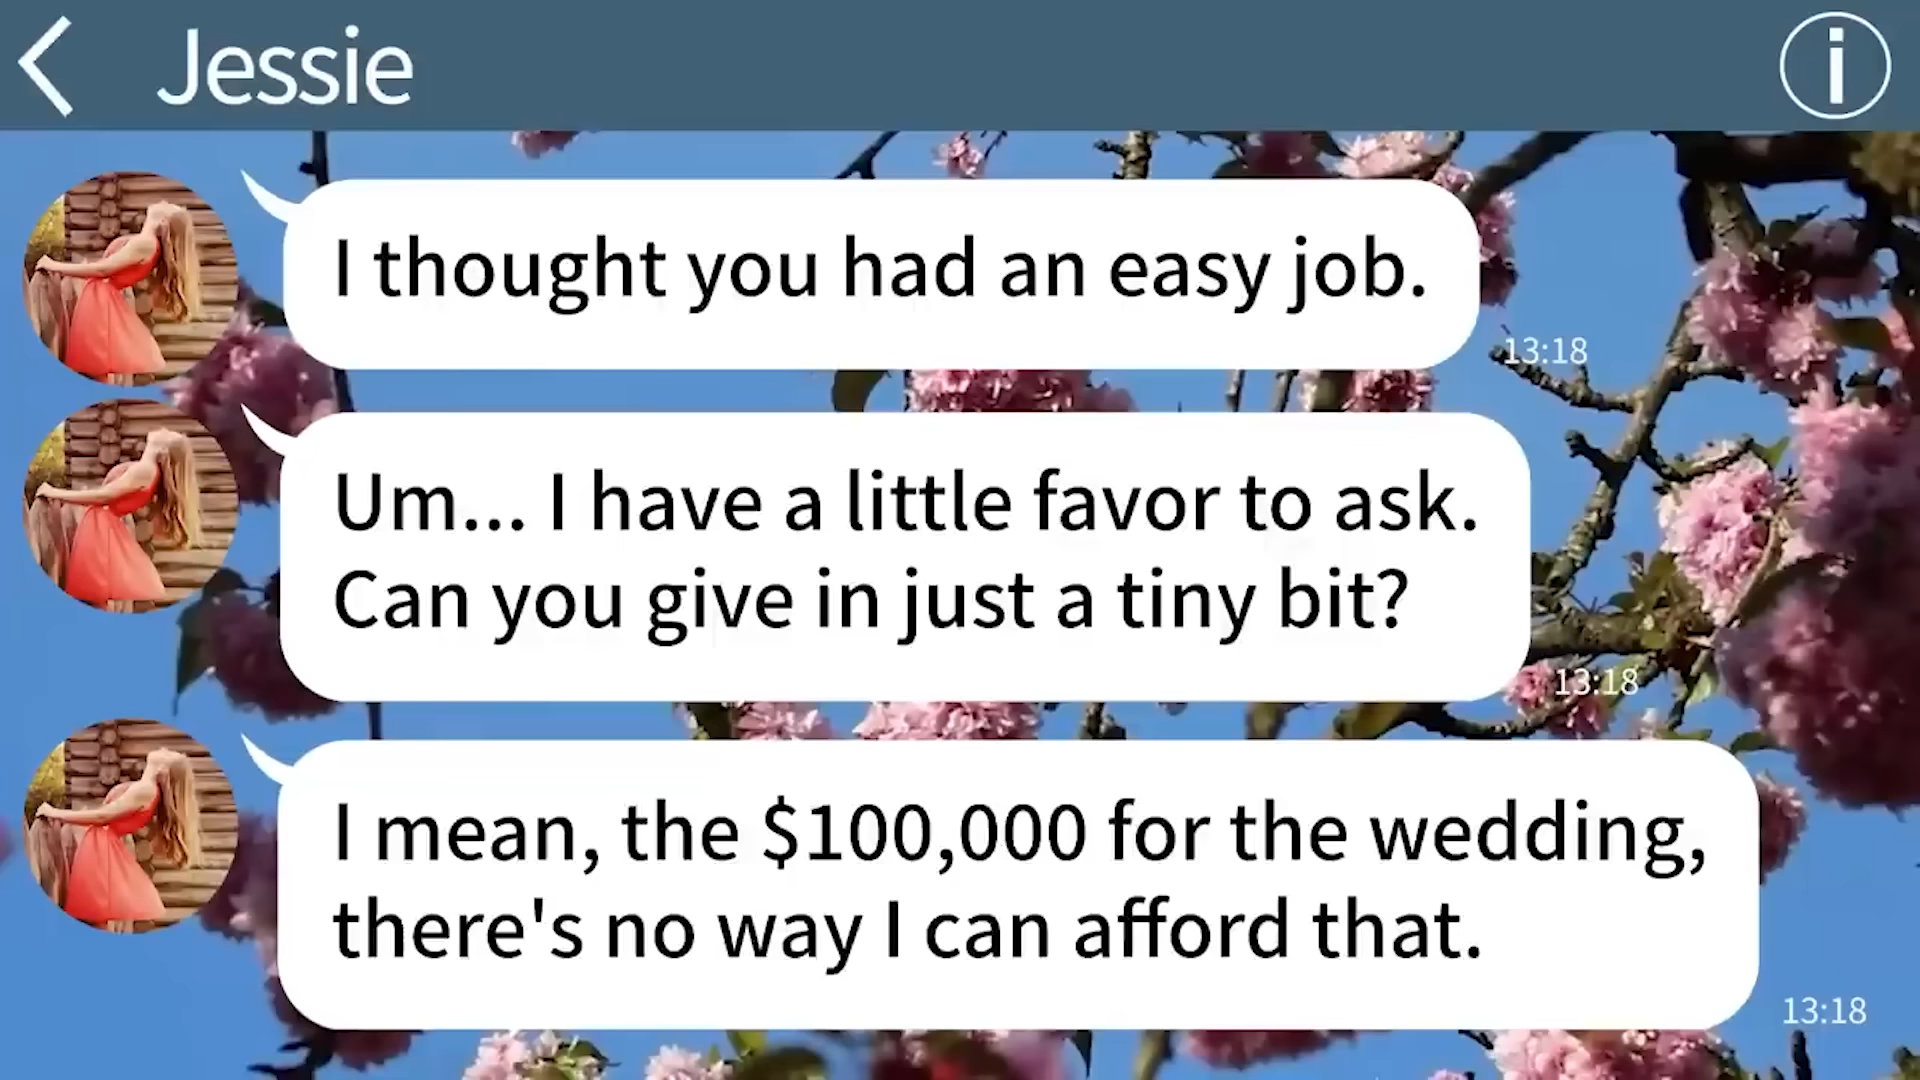 Jessie
I thought you had an easy job.
13:18
Um... I have a little favor to ask.
Can you give in just a tiny bit?
13:18
I mean, the $100,000 for the wedding,
there's no way I can afford that.
13:18